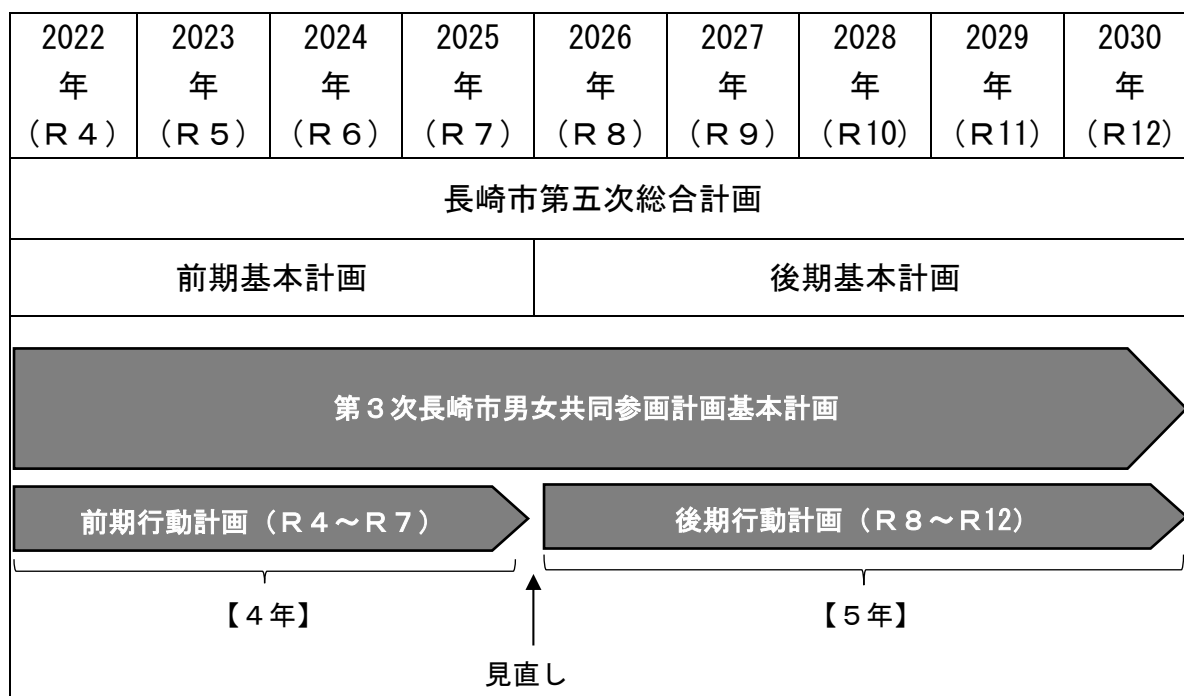 2022 2023 2024 2025 2026 2027 2028 2029 2030
年 年 年 年 年 年 年 年 年
(R4) (R5) (R6) (R7) (R8) (R9) (R10) (R11) (R12)
長崎市第五次総合計画
前期基本計画 後期基本計画
第3次長崎市男女共同参画計画基本計画
前期行動計画(R4~R7) 後期行動計画(R8~R12)
【4年】 【5年】
見直し